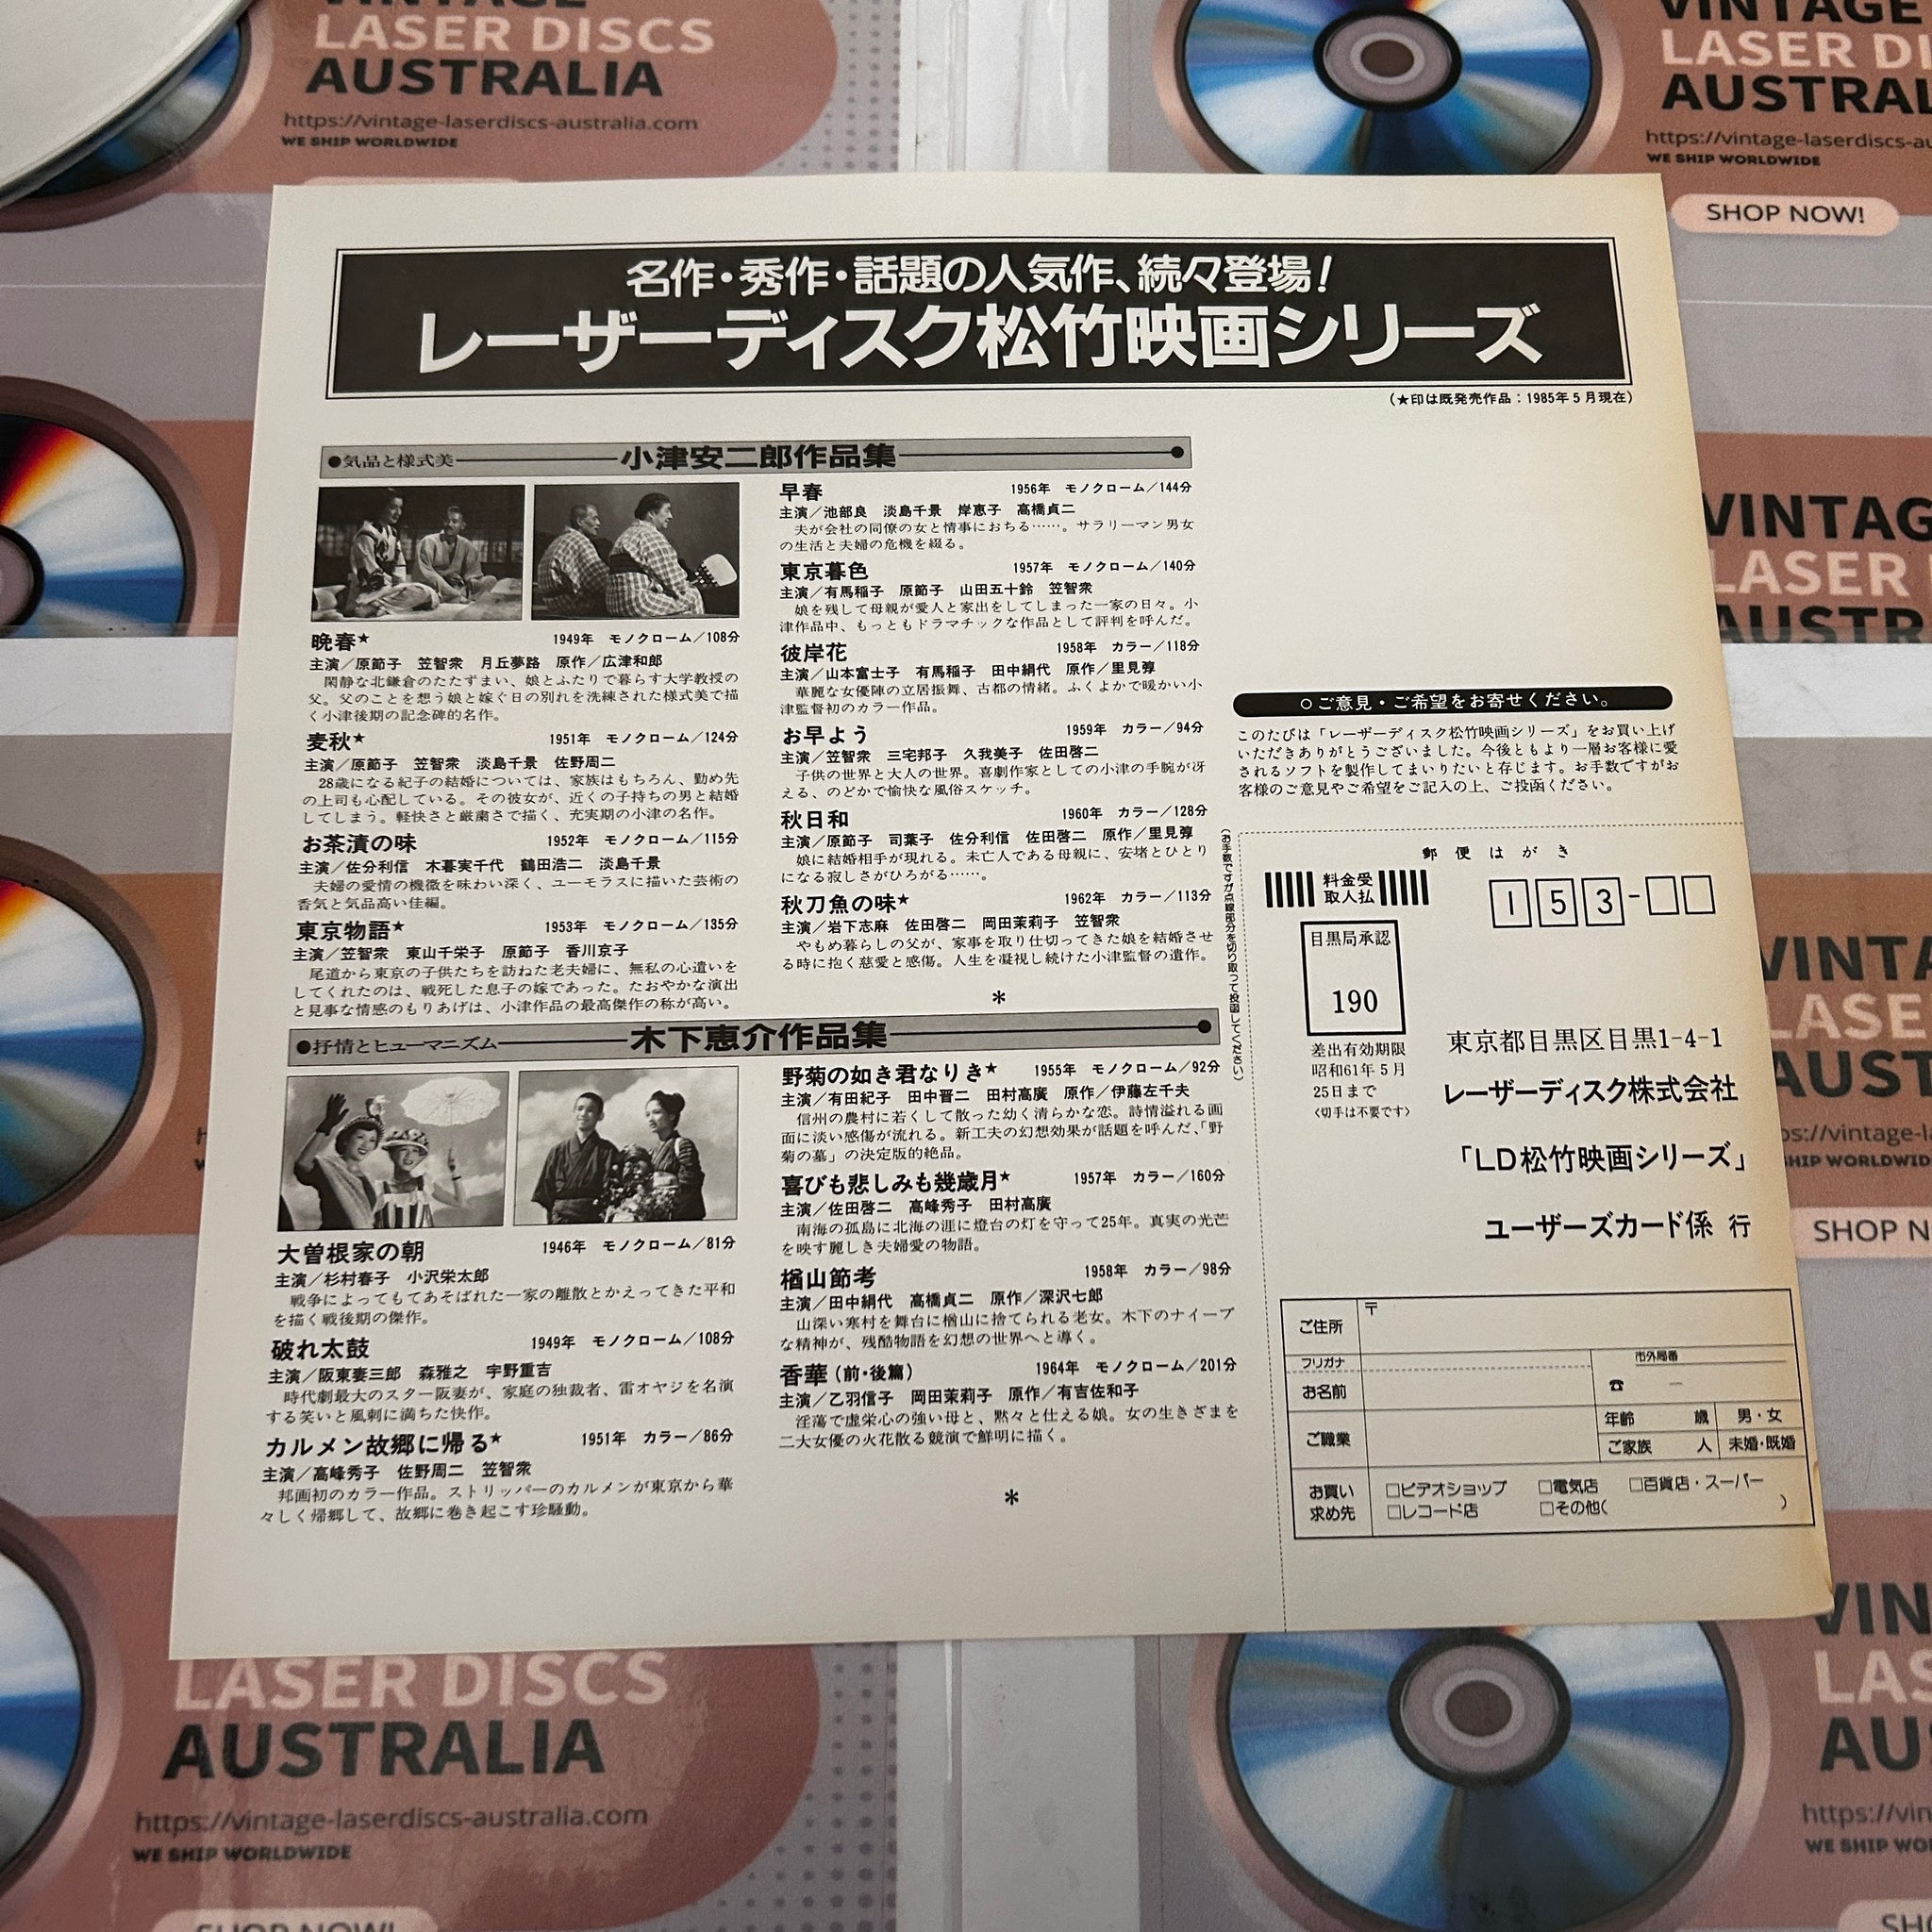 VINTAGE
LASER DISCS
AUSTRALIA
https://vintage-laserdiscs-australia.com
WE SHIP WORLDWIDE
VINTAGE
LASER DI
AUSTRAL
https://vintage-laserdiscs-au
WE SHIP WORLDWIDE
SHOP NOW!
名作・秀作・話題の人気作、続々登場!
レーザーディスク松竹映画シリーズ
(★印は既発売作品:1985年5月現在)
●気品と様式美 小津安二郎作品集
晩春★ 1949年 モノクローム/108分
主演/原節子 笠智衆 月丘夢路 原作/広津和郎
閑静な北鎌倉のたたずまい、娘とふたりで暮らす大学教授の
父。父のことを想う娘と嫁ぐ日の別れを洗練された様式美で描
く小津後期の記念碑的名作。
麦秋★ 1951年 モノクローム/124分
主演/原節子 笠智衆 淡島千景 佐野周二
28歳になる紀子の結婚については、家族はもちろん、勤め先
の上司も心配している。その彼女が、近くの子持ちの男と結婚
してしまう。軽快さと厳粛さで描く、充実期の小津の名作。
お茶漬の味 1952年 モノクローム/115分
主演/佐分利信 木暮実千代 鶴田浩二 淡島千景
夫婦の愛情の機微を味わい深く、ユーモラスに描いた芸術の
香気と気品高い佳編。
東京物語★ 1953年 モノクローム/135分
主演/笠智衆 東山千栄子 原節子 香川京子
尾道から東京の子供たちを訪ねた老夫婦に、無私の心遣いを
してくれたのは、戦死した息子の嫁であった。たおやかな演出
と見事な情感のもりあげは、小津作品の最高傑作の称が高い。
早春 1956年 モノクローム/144分
主演/池部良 淡島千景 岸恵子 高橋貞二
夫が会社の同僚の女と情事におちる……。サラリーマン男女
の生活と夫婦の危機を綴る。
東京暮色 1957年 モノクローム/140分
主演/有馬稲子 原節子 山田五十鈴 笠智衆
娘を残して母親が愛人と家出をしてしまった一家の日々。小
津作品中、もっともドラマチックな作品として評判を呼んだ。
彼岸花 1958年 カラー/118分
主演/山本富士子 有馬稲子 田中絹代 原作/里見弴
華麗な女優陣の立居振舞、古都の情緒。ふくよかで暖かい小
津監督初のカラー作品。
お早よう 1959年 カラー/94分
主演/笠智衆 三宅邦子 久我美子 佐田啓二
子供の世界と大人の世界。喜劇作家としての小津の手腕が冴
える、のどかで愉快な風俗スケッチ。
秋日和 1960年 カラー/128分
主演/原節子 司葉子 佐分利信 佐田啓二 原作/里見弴
娘に結婚相手が現れる。未亡人である母親に、安堵とひとり
になる寂しさがひろがる……。
秋刀魚の味★ 1962年 カラー/113分
主演/岩下志麻 佐田啓二 岡田茉莉子 笠智衆
やもめ暮らしの父が、家事を取り仕切ってきた娘を結婚させ
る時に抱く慈愛と感傷。人生を凝視し続けた小津監督の遺作。
*
●抒情とヒューマニズム 木下恵介作品集
大曽根家の朝 1946年 モノクローム/81分
主演/杉村春子 小沢栄太郎
戦争によってもてあそばれた一家の離散とかえってきた平和
を描く戦後期の傑作。
破れ太鼓 1949年 モノクローム/108分
主演/阪東妻三郎 森雅之 宇野重吉
時代劇最大のスター阪妻が、家庭の独裁者、雷オヤジを名演
する笑いと風刺に満ちた快作。
カルメン故郷に帰る★ 1951年 カラー/86分
主演/高峰秀子 佐野周二 笠智衆
邦画初のカラー作品。ストリッパーのカルメンが東京から華
々しく帰郷して、故郷に巻き起こす珍騒動。
野菊の如き君なりき★ 1955年 モノクローム/92分
主演/有田紀子 田中晋二 田村高廣 原作/伊藤左千夫
信州の農村に若くして散った幼く清らかな恋。詩情溢れる画
面に淡い感傷が流れる。新工夫の幻想効果が話題を呼んだ、「野
菊の墓」の決定版的絶品。
喜びも悲しみも幾歳月★ 1957年 カラー/160分
主演/佐田啓二 高峰秀子 田村高廣
南海の孤島に北海の涯に燈台の灯を守って25年。真実の光芒
を映す麗しき夫婦愛の物語。
楢山節考 1958年 カラー/98分
主演/田中絹代 高橋貞二 原作/深沢七郎
山深い寒村を舞台に楢山に捨てられる老女。木下のナイーブ
な精神が、残酷物語を幻想の世界へと導く。
香華(前・後篇) 1964年 モノクローム/201分
主演/乙羽信子 岡田茉莉子 原作/有吉佐和子
淫蕩で虚栄心の強い母と、黙々と仕える娘。女の生きざまを
二大女優の火花散る競演で鮮明に描く。
*
○ご意見・ご希望をお寄せください。
このたびは「レーザーディスク松竹映画シリーズ」をお買い上げ
いただきありがとうございました。今後ともより一層お客様に愛
されるソフトを製作してまいりたいと存じます。お手数ですがお
客様のご意見やご希望をご記入の上、ご投函ください。
(お手数ですが点線部分を切り取って投函してください)
郵便はがき
料金受
取人払
153-
目黒局承認
190
差出有効期限
昭和61年5月
25日まで
〈切手は不要です〉
東京都目黒区目黒1-4-1
レーザーディスク株式会社
「LD松竹映画シリーズ」
ユーザーズカード係 行
ご住所 〒
フリガナ
お名前
市外局番
☎ ―
ご職業
年齢 歳 男・女
ご家族 人 未婚・既婚
お買い
求め先
□ビデオショップ □電気店 □百貨店・スーパー
□レコード店 □その他( )
VINTAG
LASER
AUSTR
VINTA
LASE
AUST
SHIP WORLDWID
SHOP N
LASER DISCS
AUSTRALIA
https://vintage-laserdiscs-australia.com
WE SHIP WORLDWIDE
SHOP NOW!
VIN
LAS
AU
https://vin
WE SHIP WOR
SH